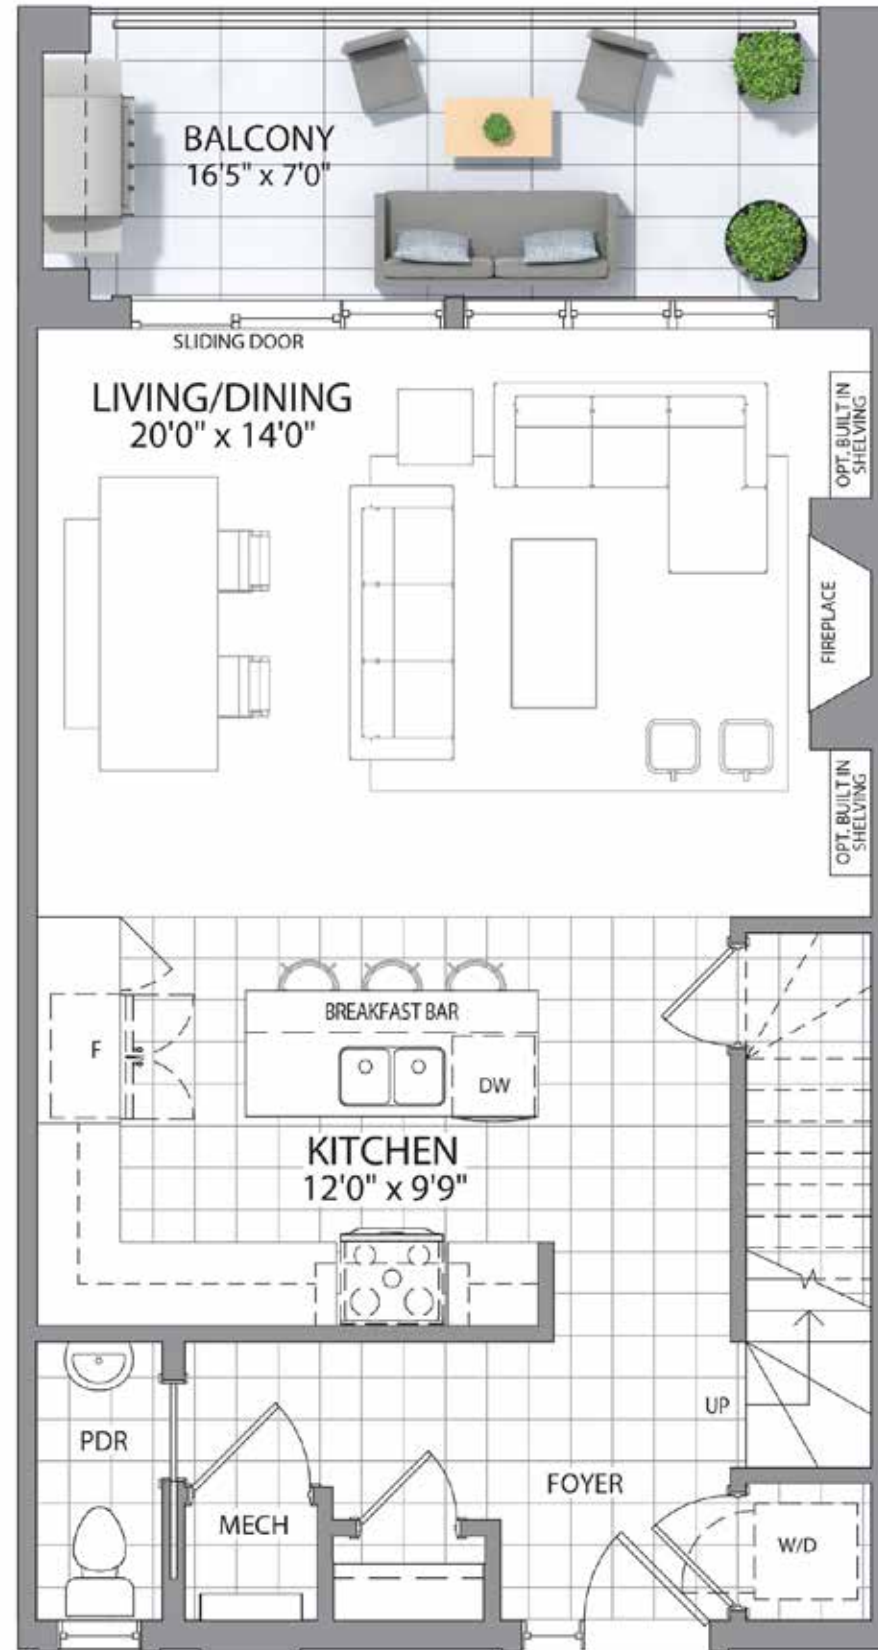 BALCONY
16'5" x 7'0"
SLIDING DOOR
LIVING/DINING
20'0" x 14'0"
OPT. BUILT IN
SHELVING
FIREPLACE
OPT. BUILT IN
SHELVING
BREAKFAST BAR
F
DW
KITCHEN
12'0" x 9'9"
UP
PDR
FOYER
MECH
W/D